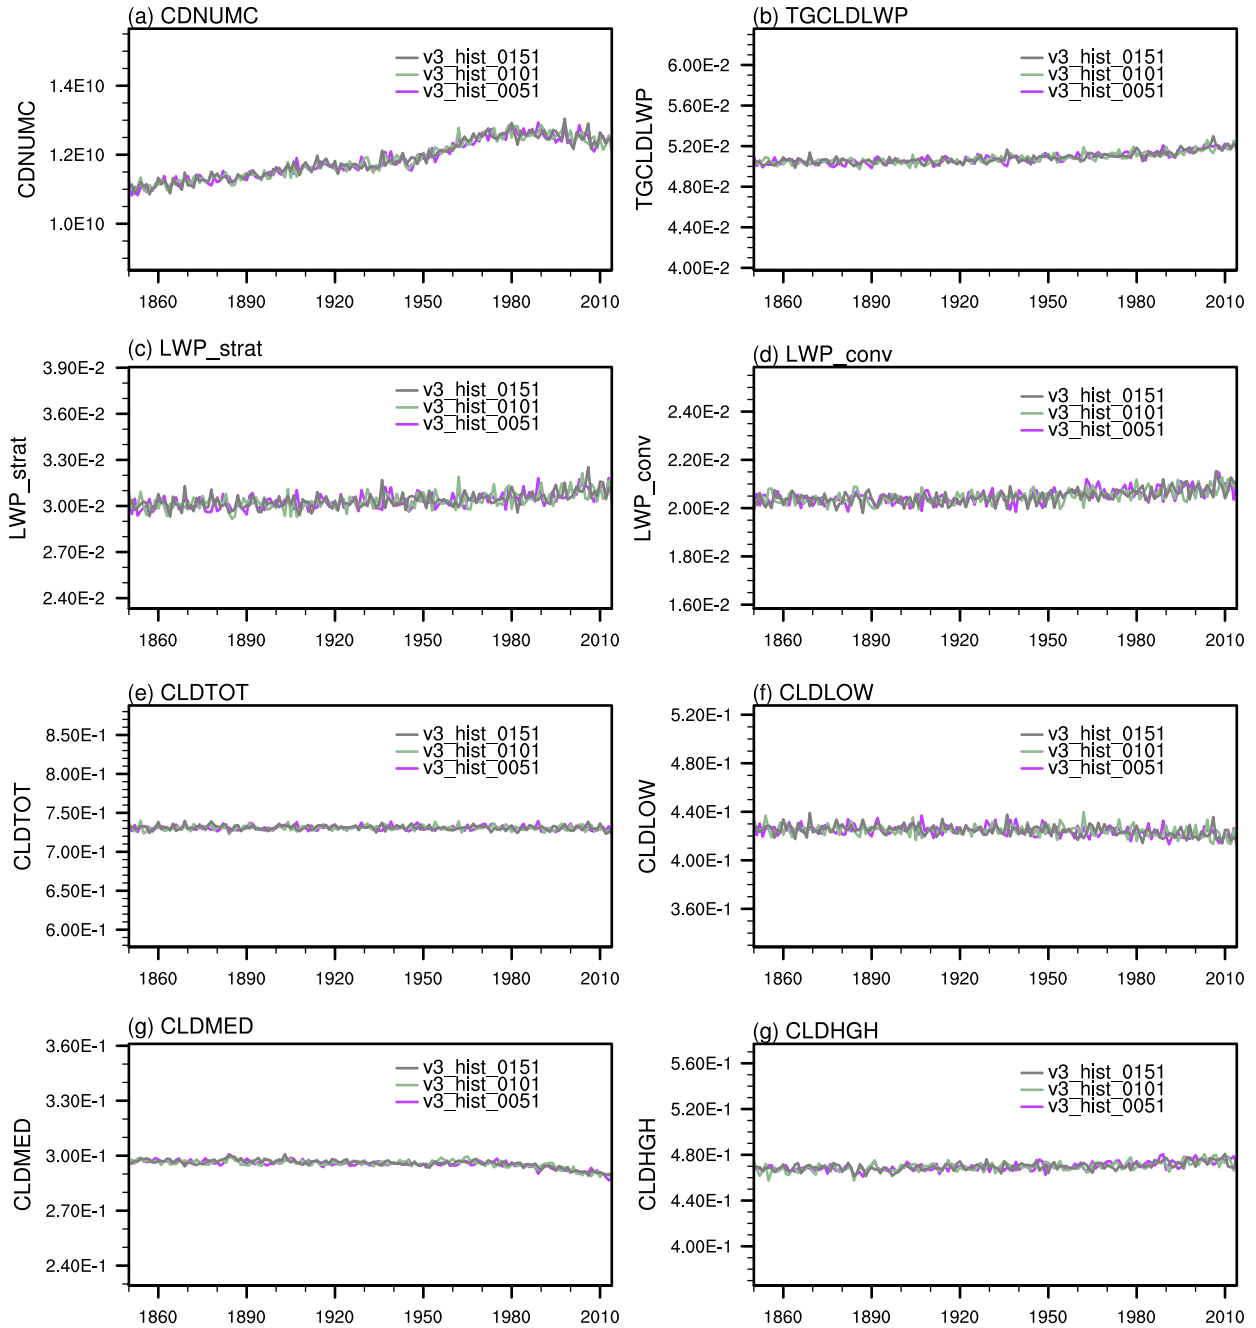 (a) CDNUMC
CDNUMC
1.4E10
1.2E10
1.0E10
v3_hist_0151
v3_hist_0101
v3_hist_0051
1860 1890 1920 1950 1980 2010
(b) TGCLDLWP
TGCLDLWP
6.00E-2
5.60E-2
5.20E-2
4.80E-2
4.40E-2
4.00E-2
v3_hist_0151
v3_hist_0101
v3_hist_0051
1860 1890 1920 1950 1980 2010
(c) LWP_strat
LWP_strat
3.90E-2
3.60E-2
3.30E-2
3.00E-2
2.70E-2
2.40E-2
v3_hist_0151
v3_hist_0101
v3_hist_0051
1860 1890 1920 1950 1980 2010
(d) LWP_conv
LWP_conv
2.40E-2
2.20E-2
2.00E-2
1.80E-2
1.60E-2
v3_hist_0151
v3_hist_0101
v3_hist_0051
1860 1890 1920 1950 1980 2010
(e) CLDTOT
CLDTOT
8.50E-1
8.00E-1
7.50E-1
7.00E-1
6.50E-1
6.00E-1
v3_hist_0151
v3_hist_0101
v3_hist_0051
1860 1890 1920 1950 1980 2010
(f) CLDLOW
CLDLOW
5.20E-1
4.80E-1
4.40E-1
4.00E-1
3.60E-1
v3_hist_0151
v3_hist_0101
v3_hist_0051
1860 1890 1920 1950 1980 2010
(g) CLDMED
CLDMED
3.60E-1
3.30E-1
3.00E-1
2.70E-1
2.40E-1
v3_hist_0151
v3_hist_0101
v3_hist_0051
1860 1890 1920 1950 1980 2010
(g) CLDHGH
CLDHGH
5.60E-1
5.20E-1
4.80E-1
4.40E-1
4.00E-1
v3_hist_0151
v3_hist_0101
v3_hist_0051
1860 1890 1920 1950 1980 2010